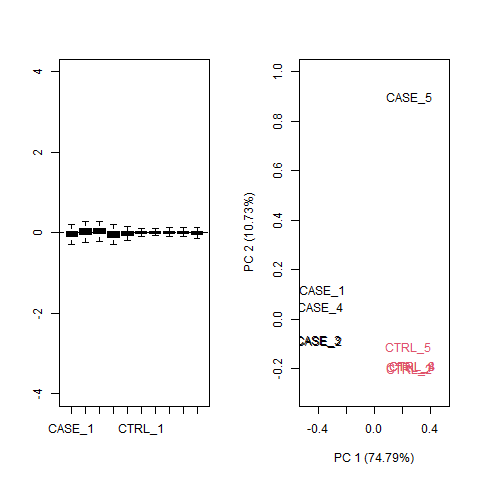 4
2
0
-2
-4
CASE_1
CTRL_1
PC 2 (10.73%)
1.0
0.8
0.6
0.4
0.2
0.0
-0.2
CASE_5
CASE_1
CASE_4
CTRL_5
-0.4
0.0
0.4
PC 1 (74.79%)